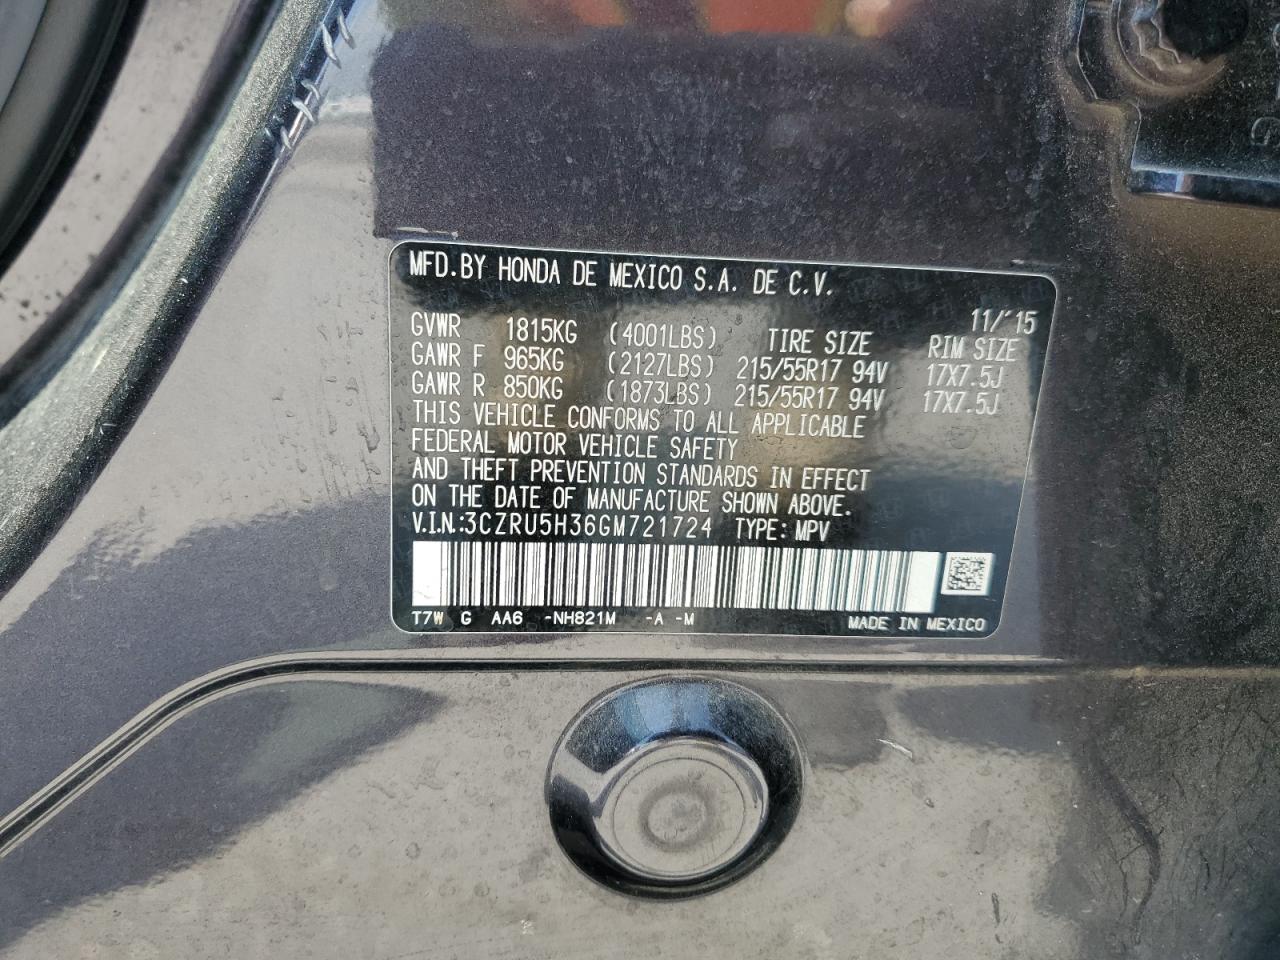 MFD.BY HONDA DE MEXICO S.A. DE C.V.
11/'15
GVWR 1815KG (4001LBS) TIRE SIZE RIM SIZE
GAWR F 965KG (2127LBS) 215/55R17 94V 17X7.5J
GAWR R 850KG (1873LBS) 215/55R17 94V 17X7.5J
THIS VEHICLE CONFORMS TO ALL APPLICABLE
FEDERAL MOTOR VEHICLE SAFETY
AND THEFT PREVENTION STANDARDS IN EFFECT
ON THE DATE OF MANUFACTURE SHOWN ABOVE.
V.I.N.:3CZRU5H36GM721724 TYPE: MPV
T7W G AA6 -NH821M -A -M MADE IN MEXICO